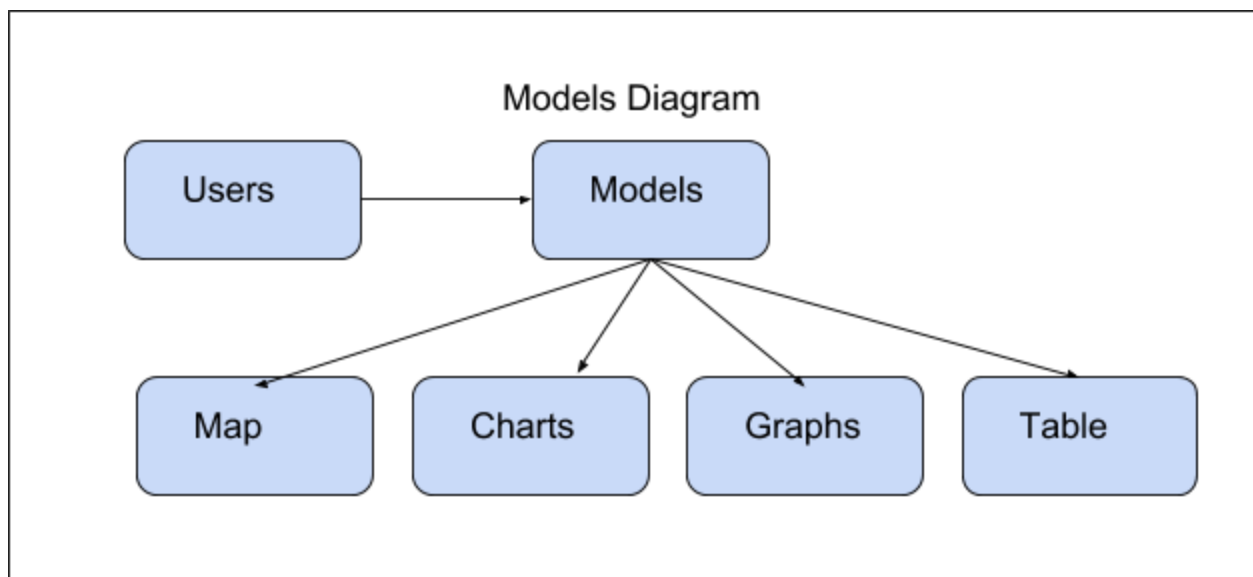 Models Diagram
Users
Models
Map
Charts
Graphs
Table